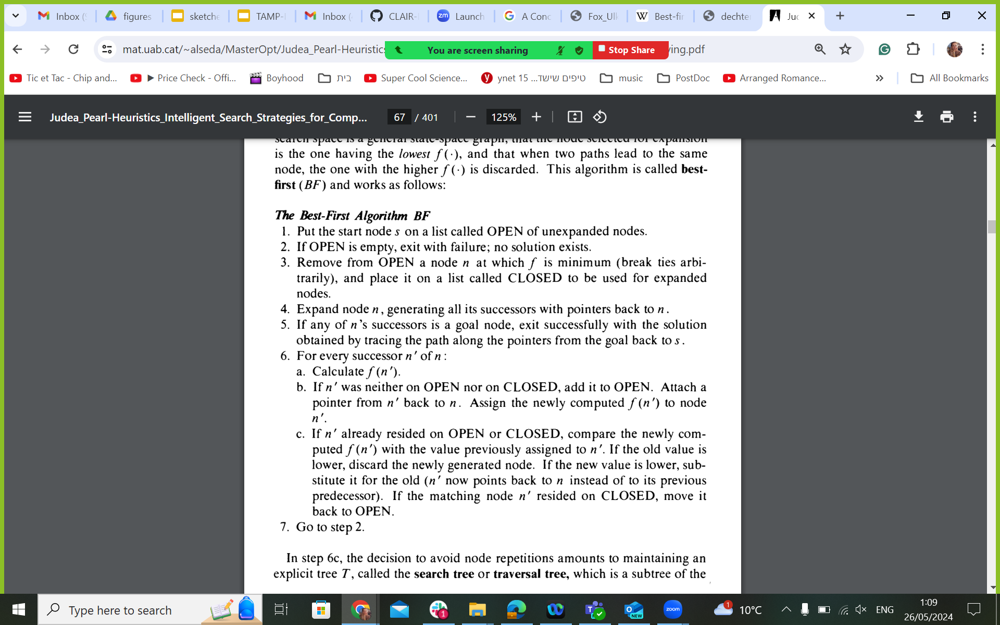 Inbox (
figures
sketche
TAMP-
Inbox (
CLAIR-
zm
Launch
A Conc
Fox_Ulk
W
Best-fir
dechte
Juc
mat.uab.cat/~alseda/MasterOpt/Judea_Pearl-Heuristic
You are screen sharing
Stop Share
ying.pdf
Tic et Tac - Chip and...
▶ Price Check - Offi...
Boyhood
בית
Super Cool Science...
ynet 15 ...טיפים שישד
music
PostDoc
Arranged Romance...
»
All Bookmarks
Judea_Pearl-Heuristics_Intelligent_Search_Strategies_for_Comp...
67 / 401
125%
search space is a general state-space graph, that the node selected for expansion
is the one having the lowest f(·), and that when two paths lead to the same
node, the one with the higher f(·) is discarded. This algorithm is called best-
first (BF) and works as follows:
The Best-First Algorithm BF
1. Put the start node s on a list called OPEN of unexpanded nodes.
2. If OPEN is empty, exit with failure; no solution exists.
3. Remove from OPEN a node n at which f is minimum (break ties arbi-
trarily), and place it on a list called CLOSED to be used for expanded
nodes.
4. Expand node n, generating all its successors with pointers back to n.
5. If any of n's successors is a goal node, exit successfully with the solution
obtained by tracing the path along the pointers from the goal back to s.
6. For every successor n' of n:
a. Calculate f(n').
b. If n' was neither on OPEN nor on CLOSED, add it to OPEN. Attach a
pointer from n' back to n. Assign the newly computed f(n') to node
n'.
c. If n' already resided on OPEN or CLOSED, compare the newly com-
puted f(n') with the value previously assigned to n'. If the old value is
lower, discard the newly generated node. If the new value is lower, sub-
stitute it for the old (n' now points back to n instead of to its previous
predecessor). If the matching node n' resided on CLOSED, move it
back to OPEN.
7. Go to step 2.
In step 6c, the decision to avoid node repetitions amounts to maintaining an
explicit tree T, called the search tree or traversal tree, which is a subtree of the
Type here to search
1
NEW
zoom
1
10°C
ENG
1:09
26/05/2024